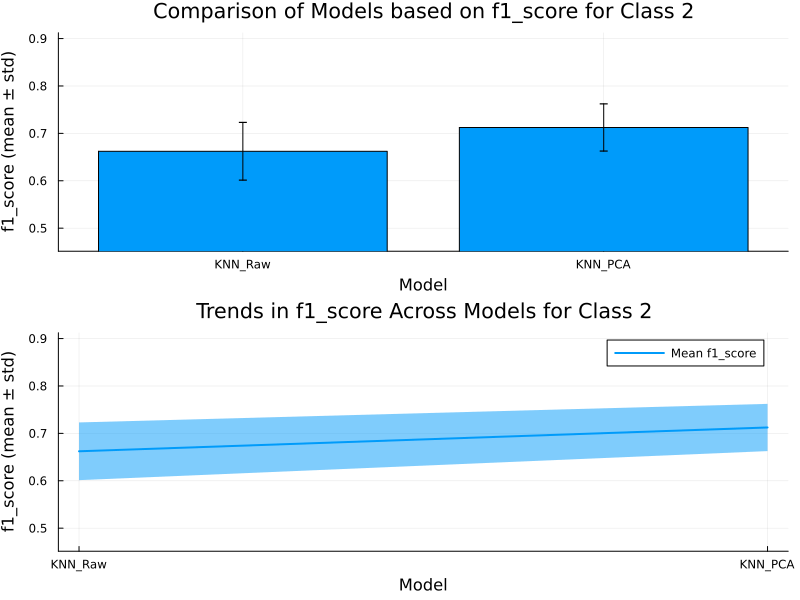 Comparison of Models based on f1_score for Class 2
f1_score (mean ± std)
0.9
0.8
0.7
0.6
0.5
KNN_Raw KNN_PCA
Model
Trends in f1_score Across Models for Class 2
f1_score (mean ± std)
0.9
0.8
0.7
0.6
0.5
Mean f1_score
KNN_Raw KNN_PCA
Model